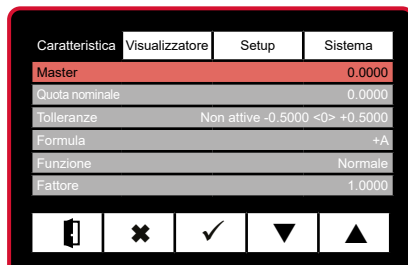 Caratteristica Visualizzatore Setup Sistema
Master 0.0000
Quota nominale 0.0000
Tolleranze Non attive -0.5000 <0> +0.5000
Formula +A
Funzione Normale
Fattore 1.0000